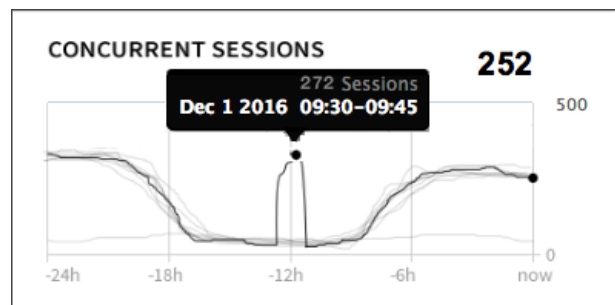 CONCURRENT SESSIONS
252
272 Sessions
Dec 1 2016 09:30-09:45
500
0
-24h -18h -12h -6h now